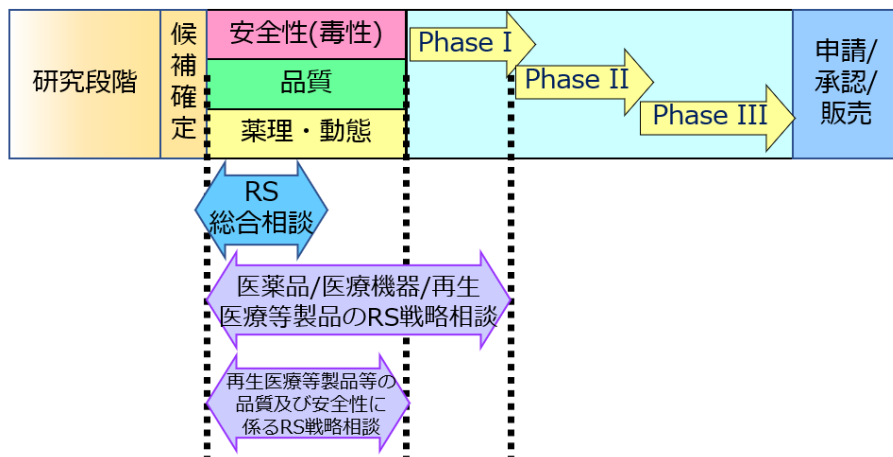 研究段階
候
補
確
定
安全性(毒性)
品質
薬理・動態
Phase I
Phase II
Phase III
申請/
承認/
販売
RS
総合相談
医薬品/医療機器/再生
医療等製品のRS戦略相談
再生医療等製品等の
品質及び安全性に
係るRS戦略相談